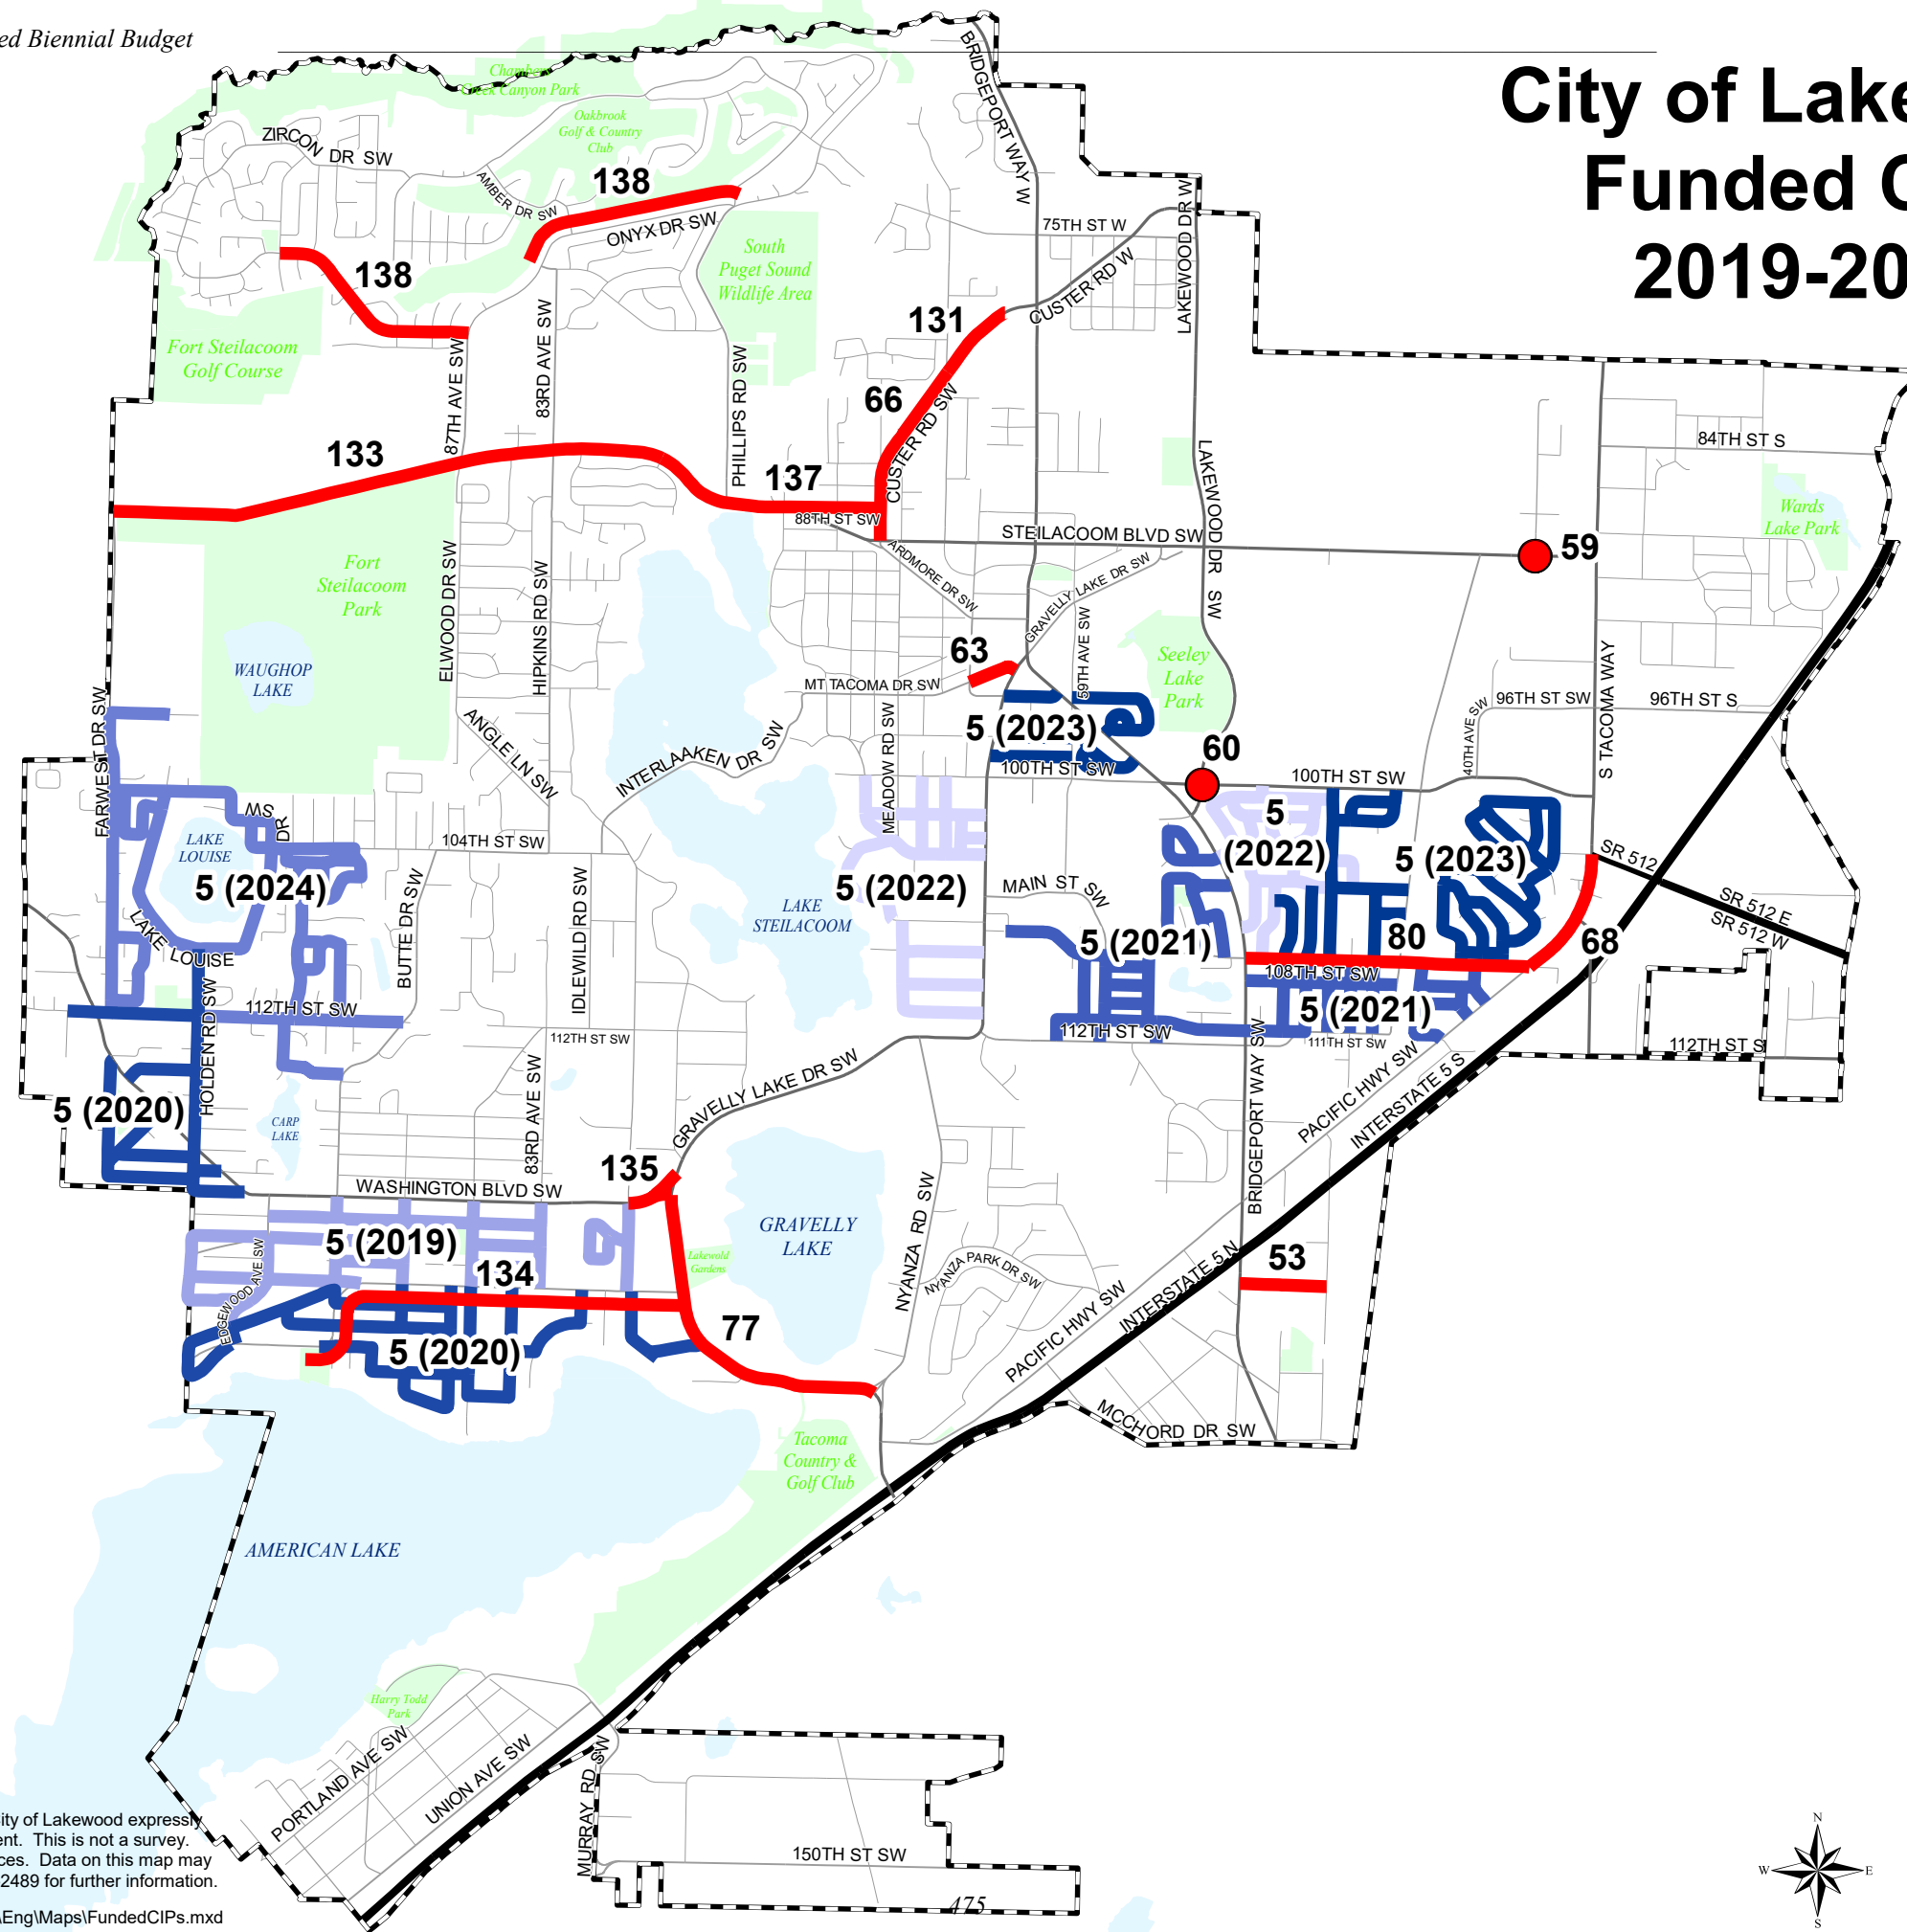 ed Biennial Budget
City of Lake
Funded C
2019-20
Chambers
Creek Canyon Park
Oakbrook
Golf & Country
Club
BRIDGEPORT WAY W
ZIRCON DR SW
AMBER DR SW
138
ONYX DR SW
138
South
Puget Sound
Wildlife Area
75TH ST W
CUSTER RD W
LAKEWOOD DR W
Fort Steilacoom
Golf Course
87TH AVE SW
83RD AVE SW
PHILLIPS RD SW
131
66
CUSTER RD SW
133
137
88TH ST SW
STEILACOOM BLVD SW
LAKEWOOD DR SW
84TH ST S
Wards
Lake Park
59
Fort
Steilacoom
Park
ELWOOD DR SW
HIPKINS RD SW
ARDMORE DR SW
GRAVELLY LAKE DR SW
59TH AVE SW
63
Seeley
Lake
Park
S TACOMA WAY
WAUGHOP
LAKE
MT TACOMA DR SW
96TH ST SW
96TH ST S
40TH AVE SW
FARWEST DR SW
ANGLE LN SW
INTERLAAKEN DR SW
MEADOW RD SW
5 (2023)
100TH ST SW
60
100TH ST SW
DR SW
104TH ST SW
LAKE
LOUISE
5 (2024)
LAKE LOUISE
BUTTE DR SW
IDLEWILD RD SW
LAKE
STEILACOOM
5 (2022)
MAIN ST SW
5
(2022)
5 (2023)
SR 512
SR 512 E
SR 512 W
5 (2021)
80
68
108TH ST SW
5 (2021)
HOLDEN RD SW
112TH ST SW
112TH ST SW
112TH ST SW
111TH ST SW
112TH ST S
5 (2020)
CARP
LAKE
83RD AVE SW
GRAVELLY LAKE DR SW
PACIFIC HWY SW
INTERSTATE 5 S
BRIDGEPORT WAY SW
135
WASHINGTON BLVD SW
5 (2019)
134
EDGEWOOD AVE SW
Lakewold
Gardens
GRAVELLY
LAKE
NYANZA RD SW
NYANZA PARK DR SW
53
77
5 (2020)
PACIFIC HWY SW
INTERSTATE 5 N
MCCHORD DR SW
Tacoma
Country &
Golf Club
AMERICAN LAKE
Harry Todd
Park
PORTLAND AVE SW
UNION AVE SW
MURRAY RD SW
150TH ST SW
475
N
W
E
S
ity of Lakewood expressly
ent. This is not a survey.
ces. Data on this map may
2489 for further information.
\Eng\Maps\FundedCIPs.mxd